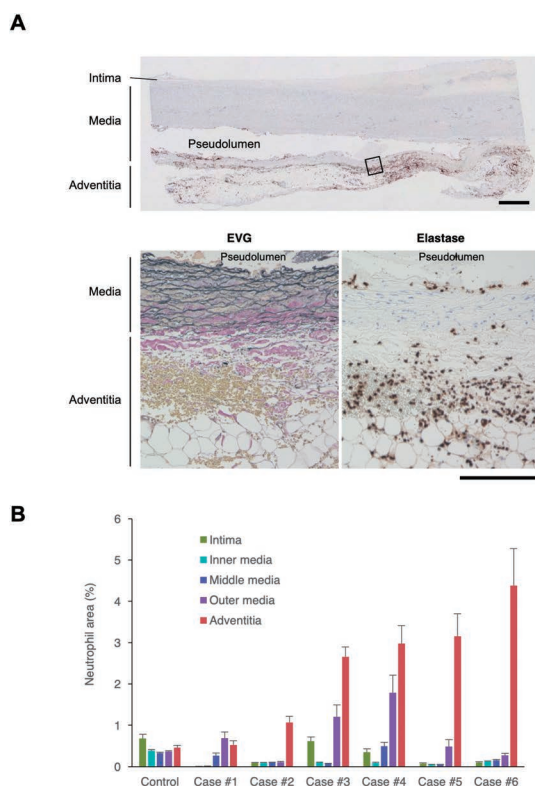 A
Intima
Media
Pseudolumen
Adventitia
EVG
Elastase
Pseudolumen
Pseudolumen
Media
Adventitia
B
6
5
4
3
2
1
0
Neutrophil area (%)
Intima
Inner media
Middle media
Outer media
Adventitia
Control Case #1 Case #2 Case #3 Case #4 Case #5 Case #6